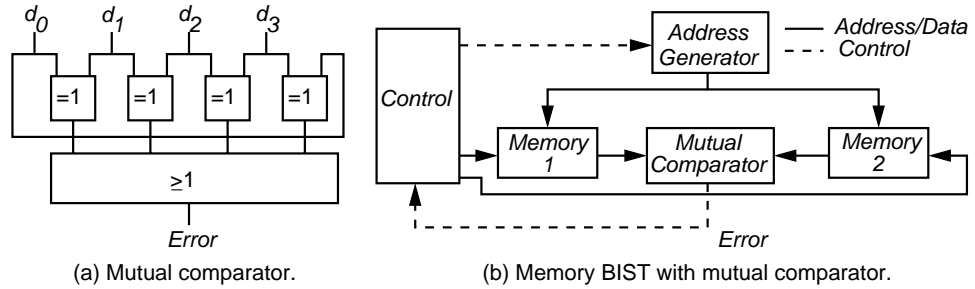 d0 d1 d2 d3
=1 =1 =1 =1
≥1
Error
(a) Mutual comparator.
Address/Data
Control
Address
Generator
Control
Memory
1
Mutual
Comparator
Memory
2
Error
(b) Memory BIST with mutual comparator.